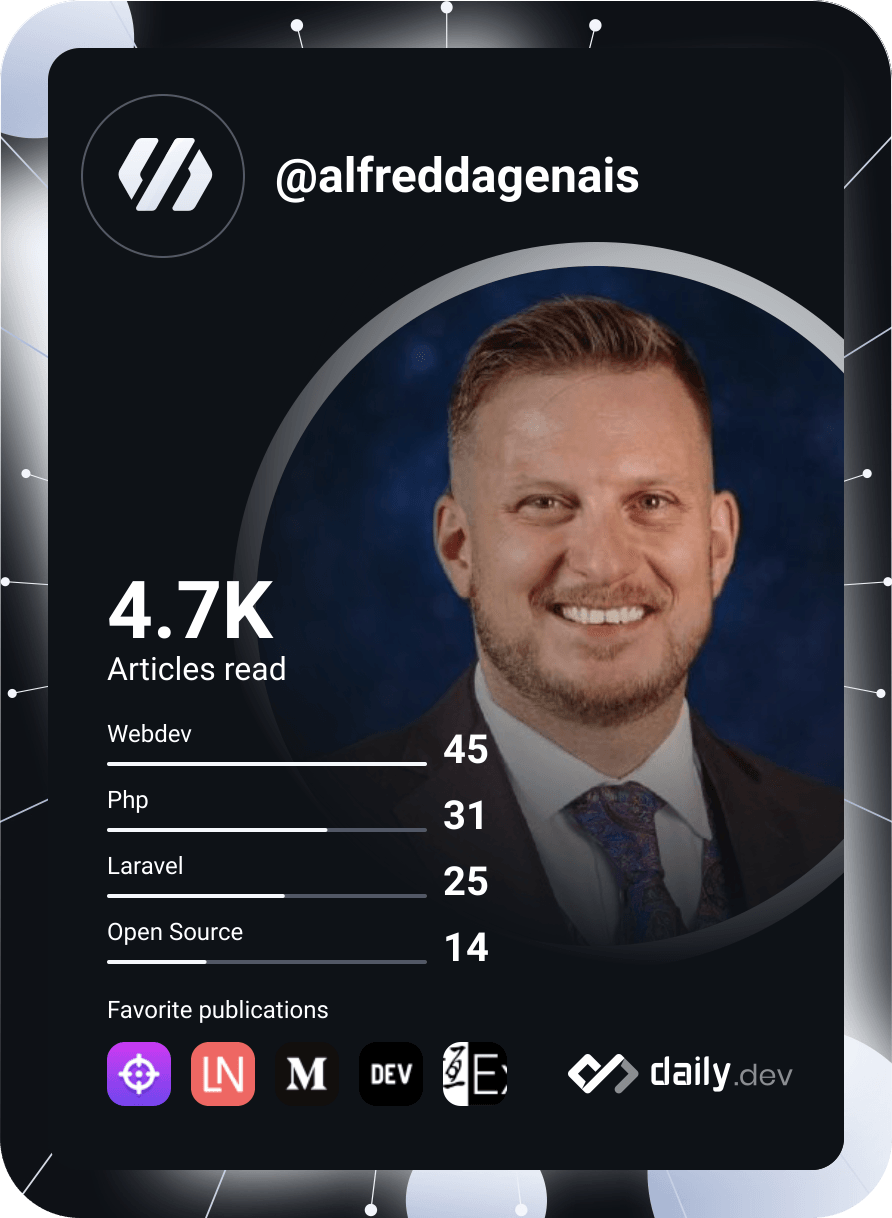 @alfreddagenais
4.7K
Articles read
Webdev
45
Php
31
Laravel
25
Open Source
14
Favorite publications
LN
M
DEV
daily.dev